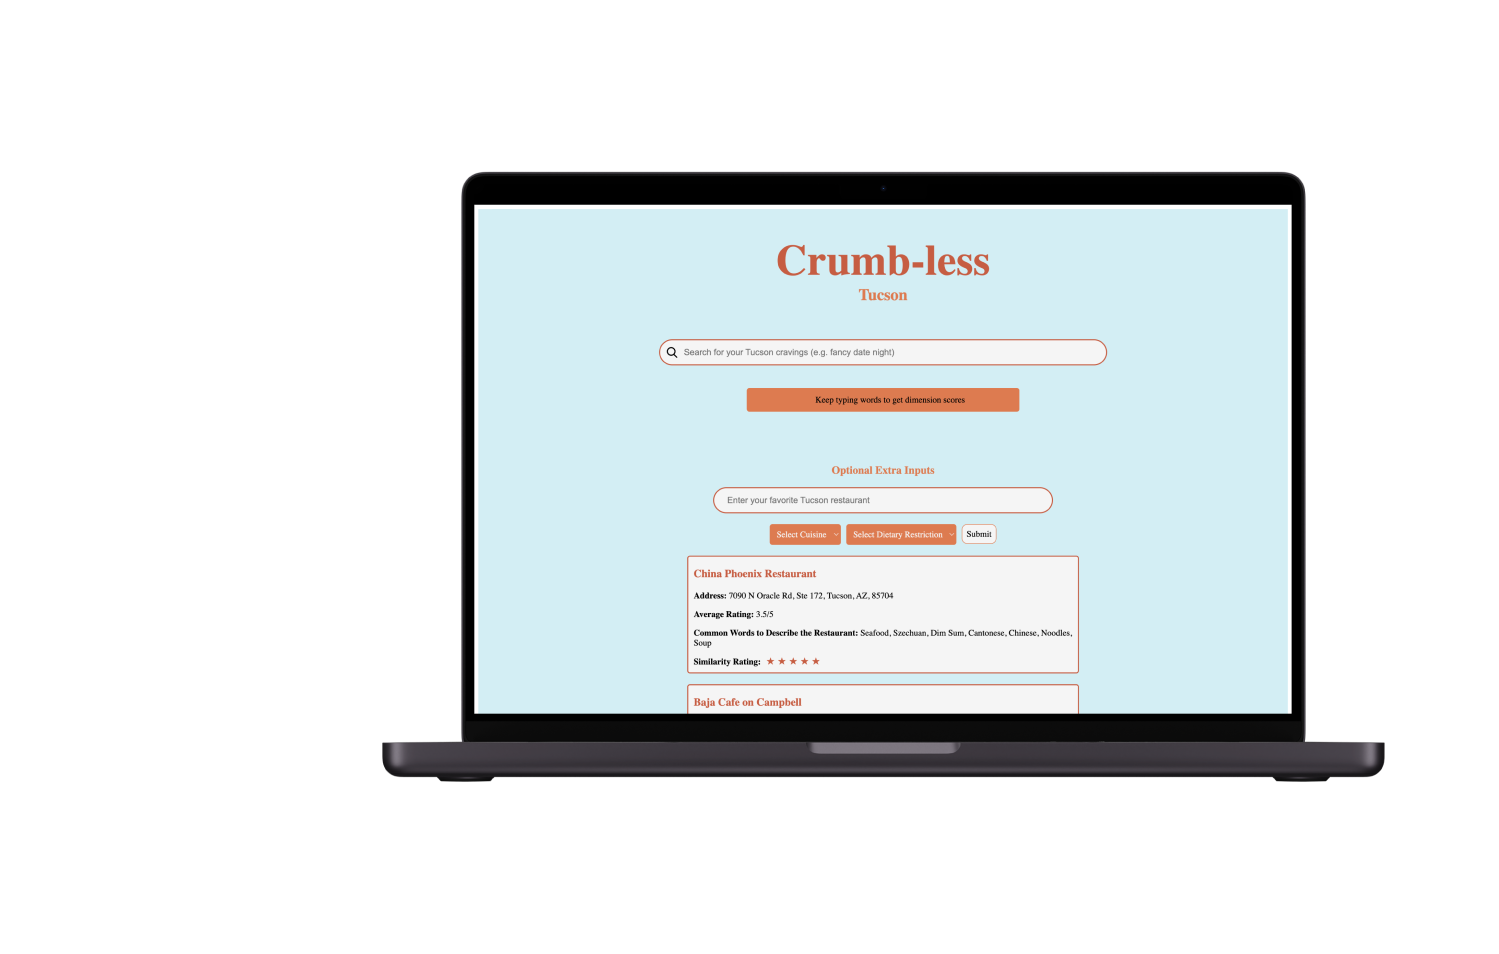 Crumb-less
Tucson
Search for your Tucson cravings (e.g. fancy date night)
Keep typing words to get dimension scores
Optional Extra Inputs
Enter your favorite Tucson restaurant
Select Cuisine Select Dietary Restriction Submit
China Phoenix Restaurant
Address: 7090 N Oracle Rd, Ste 172, Tucson, AZ, 85704
Average Rating: 3.5/5
Common Words to Describe the Restaurant: Seafood, Szechuan, Dim Sum, Cantonese, Chinese, Noodles,
Soup
Similarity Rating: ★ ★ ★ ★ ★
Baja Cafe on Campbell